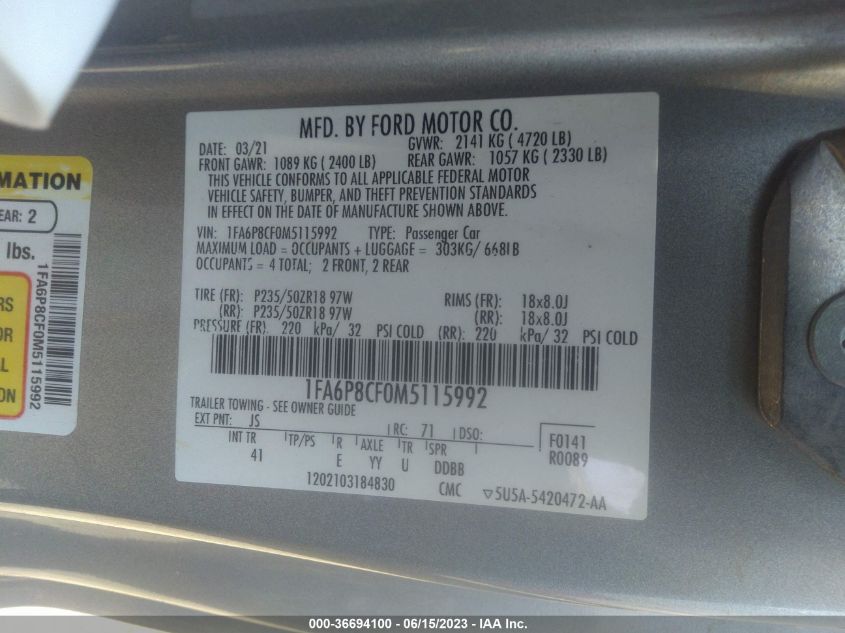 MFD. BY FORD MOTOR CO.
DATE: 03/21 GVWR: 2141 KG ( 4720 LB)
FRONT GAWR: 1089 KG ( 2400 LB) REAR GAWR: 1057 KG ( 2330 LB)
THIS VEHICLE CONFORMS TO ALL APPLICABLE FEDERAL MOTOR
VEHICLE SAFETY, BUMPER, AND THEFT PREVENTION STANDARDS
IN EFFECT ON THE DATE OF MANUFACTURE SHOWN ABOVE.
VIN: 1FA6P8CF0M5115992 TYPE: Passenger Car
MAXIMUM LOAD = OCCUPANTS + LUGGAGE = 303KG/ 668LB
OCCUPANTS = 4 TOTAL; 2 FRONT, 2 REAR
TIRE (FR): P235/50ZR18 97W RIMS (FR): 18x8.0J
(RR): P235/50ZR18 97W (RR): 18x8.0J
PRESSURE (FR): 220 kPa/ 32 PSI COLD (RR): 220 kPa/ 32 PSI COLD
1FA6P8CF0M5115992
TRAILER TOWING - SEE OWNER GUIDE
EXT PNT: JS RC: 71 DSO: F0141
INT TR TP/PS R AXLE TR SPR R0089
41 E YY U DDBB
1202103184830 CMC ▽5U5A-5420472-AA
RMATION
EAR: 2
lbs.
RS
OR
AL
ON
1FA6P8CF0M5115992
000-36694100 - 06/15/2023 - IAA Inc.